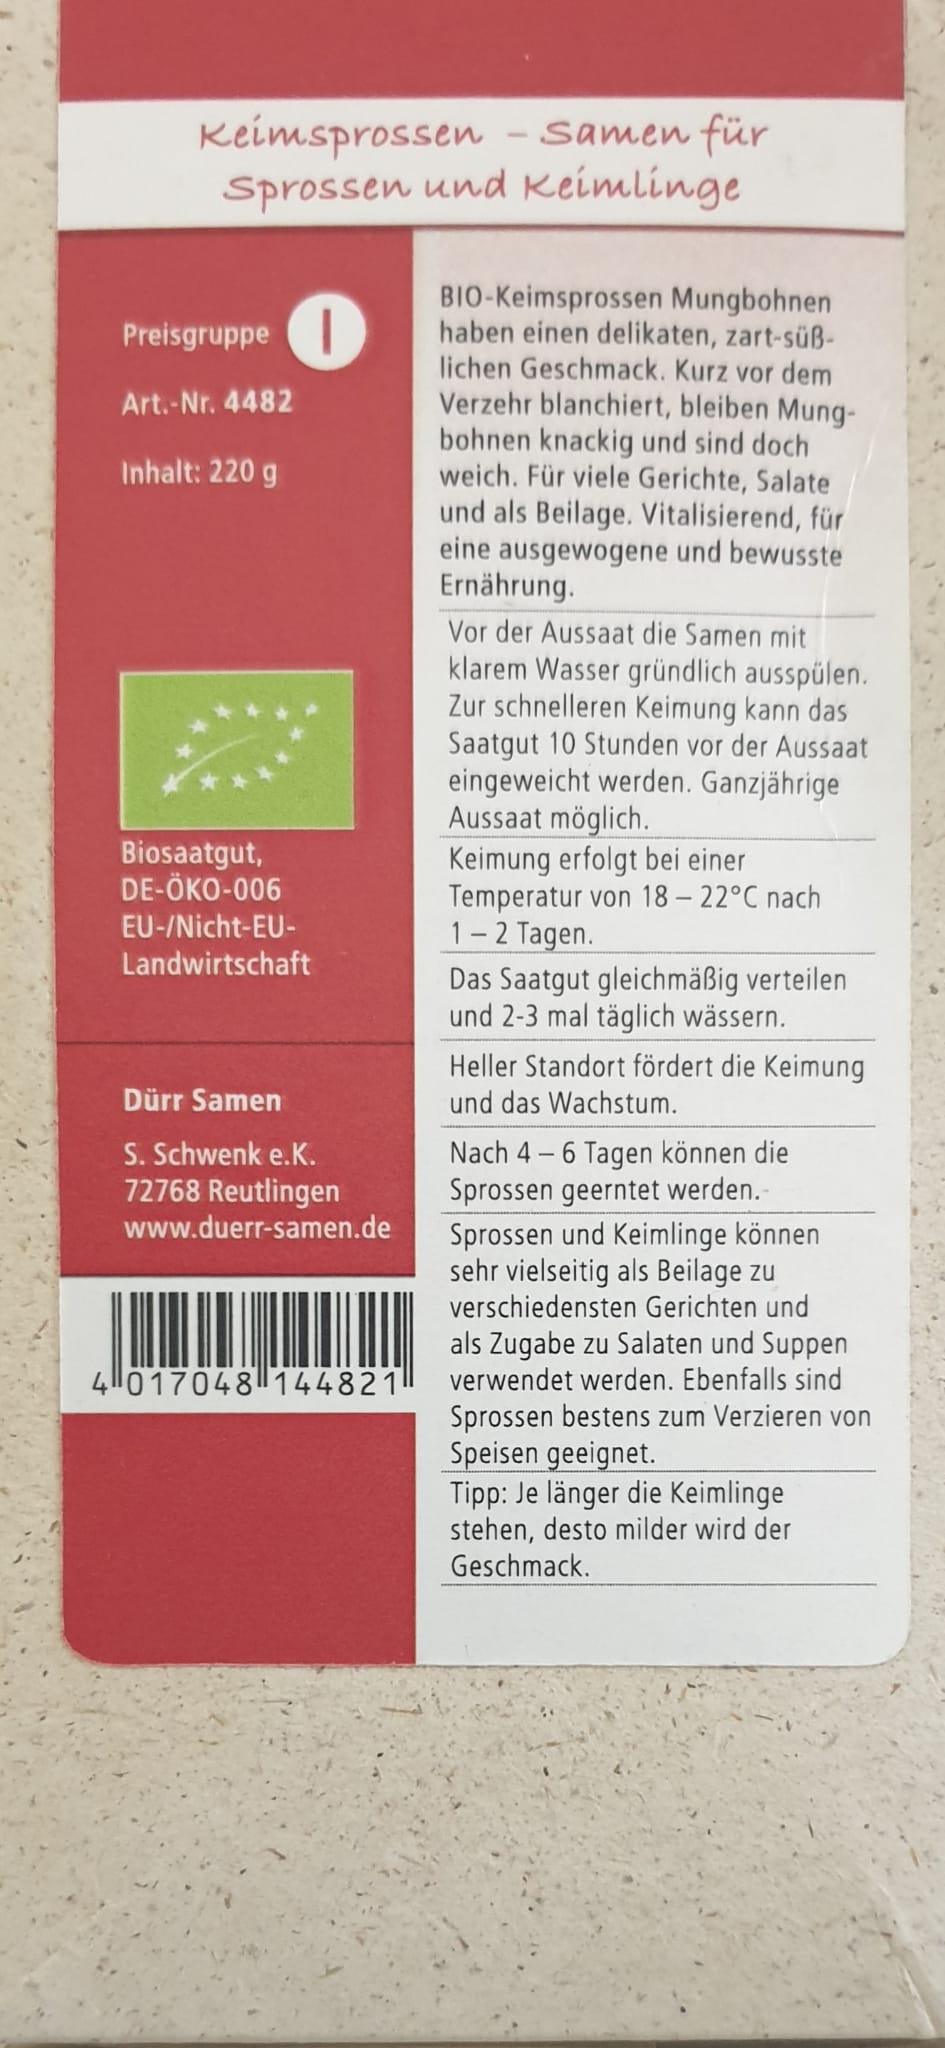 Keimsprossen – Samen für
Sprossen und Keimlinge
Preisgruppe I
Art.-Nr. 4482
Inhalt: 220 g
Biosaatgut,
DE-ÖKO-006
EU-/Nicht-EU-
Landwirtschaft
Dürr Samen
S. Schwenk e.K.
72768 Reutlingen
www.duerr-samen.de
4 017048 144821
BIO-Keimsprossen Mungbohnen
haben einen delikaten, zart-süß-
lichen Geschmack. Kurz vor dem
Verzehr blanchiert, bleiben Mung-
bohnen knackig und sind doch
weich. Für viele Gerichte, Salate
und als Beilage. Vitalisierend, für
eine ausgewogene und bewusste
Ernährung.
Vor der Aussaat die Samen mit
klarem Wasser gründlich ausspülen.
Zur schnelleren Keimung kann das
Saatgut 10 Stunden vor der Aussaat
eingeweicht werden. Ganzjährige
Aussaat möglich.
Keimung erfolgt bei einer
Temperatur von 18 – 22°C nach
1 – 2 Tagen.
Das Saatgut gleichmäßig verteilen
und 2-3 mal täglich wässern.
Heller Standort fördert die Keimung
und das Wachstum.
Nach 4 – 6 Tagen können die
Sprossen geerntet werden.
Sprossen und Keimlinge können
sehr vielseitig als Beilage zu
verschiedensten Gerichten und
als Zugabe zu Salaten und Suppen
verwendet werden. Ebenfalls sind
Sprossen bestens zum Verzieren von
Speisen geeignet.
Tipp: Je länger die Keimlinge
stehen, desto milder wird der
Geschmack.